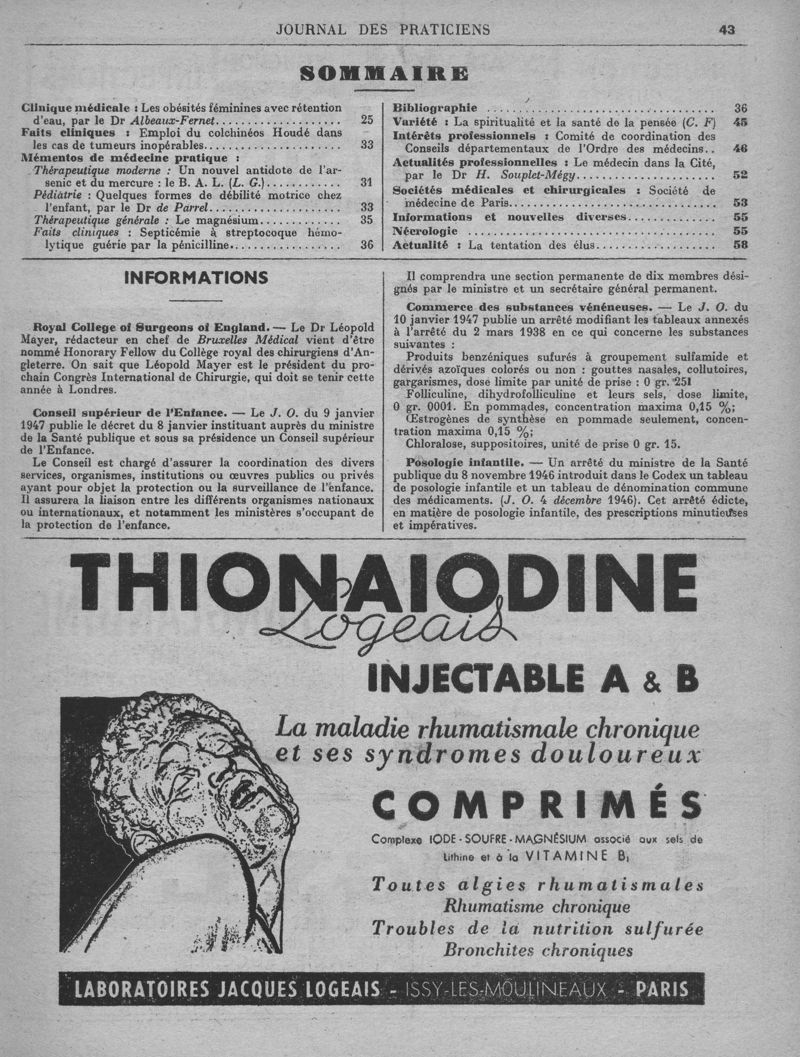 JOURNAL DES PRATICIENS 43
SOMMAIRE
Clinique médicale : Les obésités féminines avec rétention
d'eau, par le Dr Albeaux-Fernet................... 25
Faits cliniques : Emploi du colchinéos Houdé dans
les cas de tumeurs inopérables..................... 33
Mémentos de médecine pratique :
Thérapeutique moderne : Un nouvel antidote de l'ar-
senic et du mercure : le B. A. L. (L. G.)............ 31
Pédiatrie : Quelques formes de débilité motrice chez
l'enfant, par le Dr de Parrel........................ 33
Thérapeutique générale : Le magnésium............. 35
Faits cliniques : Septicémie à streptocoque hémo-
lytique guérie par la pénicilline.................. 36
Bibliographie .................................... 36
Variété : La spiritualité et la santé de la pensée (C. F) 45
Intérêts professionnels : Comité de coordination des
Conseils départementaux de l'Ordre des médecins.. 46
Actualités professionnelles : Le médecin dans la Cité,
par le Dr H. Souplet-Mégy......................... 52
Sociétés médicales et chirurgicales : Société de
médecine de Paris.................................. 53
Informations et nouvelles diverses.............. 55
Nécrologie ....................................... 55
Actualité : La tentation des élus................... 58
INFORMATIONS
Royal College of Surgeons of England. — Le Dr Léopold
Mayer, rédacteur en chef de Bruxelles Médical vient d'être
nommé Honorary Fellow du Collège royal des chirurgiens d'An-
gleterre. On sait que Léopold Mayer est le président du pro-
chain Congrès International de Chirurgie, qui doit se tenir cette
année à Londres.
Conseil supérieur de l'Enfance. — Le J. O. du 9 janvier
1947 publie le décret du 8 janvier instituant auprès du ministre
de la Santé publique et sous sa présidence un Conseil supérieur
de l'Enfance.
Le Conseil est chargé d'assurer la coordination des divers
services, organismes, institutions ou œuvres publics ou privés
ayant pour objet la protection ou la surveillance de l'enfance.
Il assurera la liaison entre les différents organismes nationaux
ou internationaux, et notamment les ministères s'occupant de
la protection de l'enfance.
Il comprendra une section permanente de dix membres dési-
gnés par le ministre et un secrétaire général permanent.
Commerce des substances vénéneuses. — Le J. O. du
10 janvier 1947 publie un arrêté modifiant les tableaux annexés
à l'arrêté du 2 mars 1938 en ce qui concerne les substances
suivantes :
Produits benzéniques sufurés à groupement sulfamide et
dérivés azoïques colorés ou non : gouttes nasales, collutoires,
gargarismes, dose limite par unité de prise : 0 gr. 251
Folliculine, dihydrofolliculine et leurs sels, dose limite,
0 gr. 0001. En pommades, concentration maxima 0,15 %;
Œstrogènes de synthèse en pommade seulement, concen-
tration maxima 0,15 %;
Chloralose, suppositoires, unité de prise 0 gr. 15.
Posologie infantile. — Un arrêté du ministre de la Santé
publique du 8 novembre 1946 introduit dans le Codex un tableau
de posologie infantile et un tableau de dénomination commune
des médicaments. (J. O. 4 décembre 1946). Cet arrêté édicte,
en matière de posologie infantile, des prescriptions minutieuses
et impératives.
THIONAIODINE
Logeais
INJECTABLE A & B
La maladie rhumatismale chronique
et ses syndromes douloureux
COMPRIMÉS
Complexe IODE - SOUFRE - MAGNÉSIUM associé aux sels de
Lithine et à la VITAMINE B1
Toutes algies rhumatismales
Rhumatisme chronique
Troubles de la nutrition sulfurée
Bronchites chroniques
LABORATOIRES JACQUES LOGEAIS - ISSY-LES-MOULINEAUX - PARIS